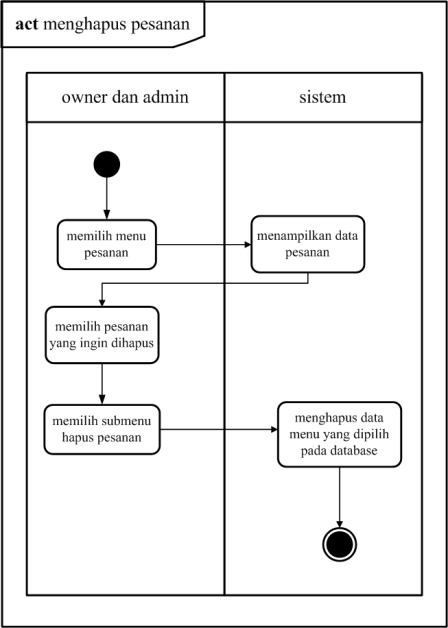 act menghapus pesanan
owner dan admin
sistem
memilih menu
pesanan
menampilkan data
pesanan
memilih pesanan
yang ingin dihapus
memilih submenu
hapus pesanan
menghapus data
menu yang dipilih
pada database